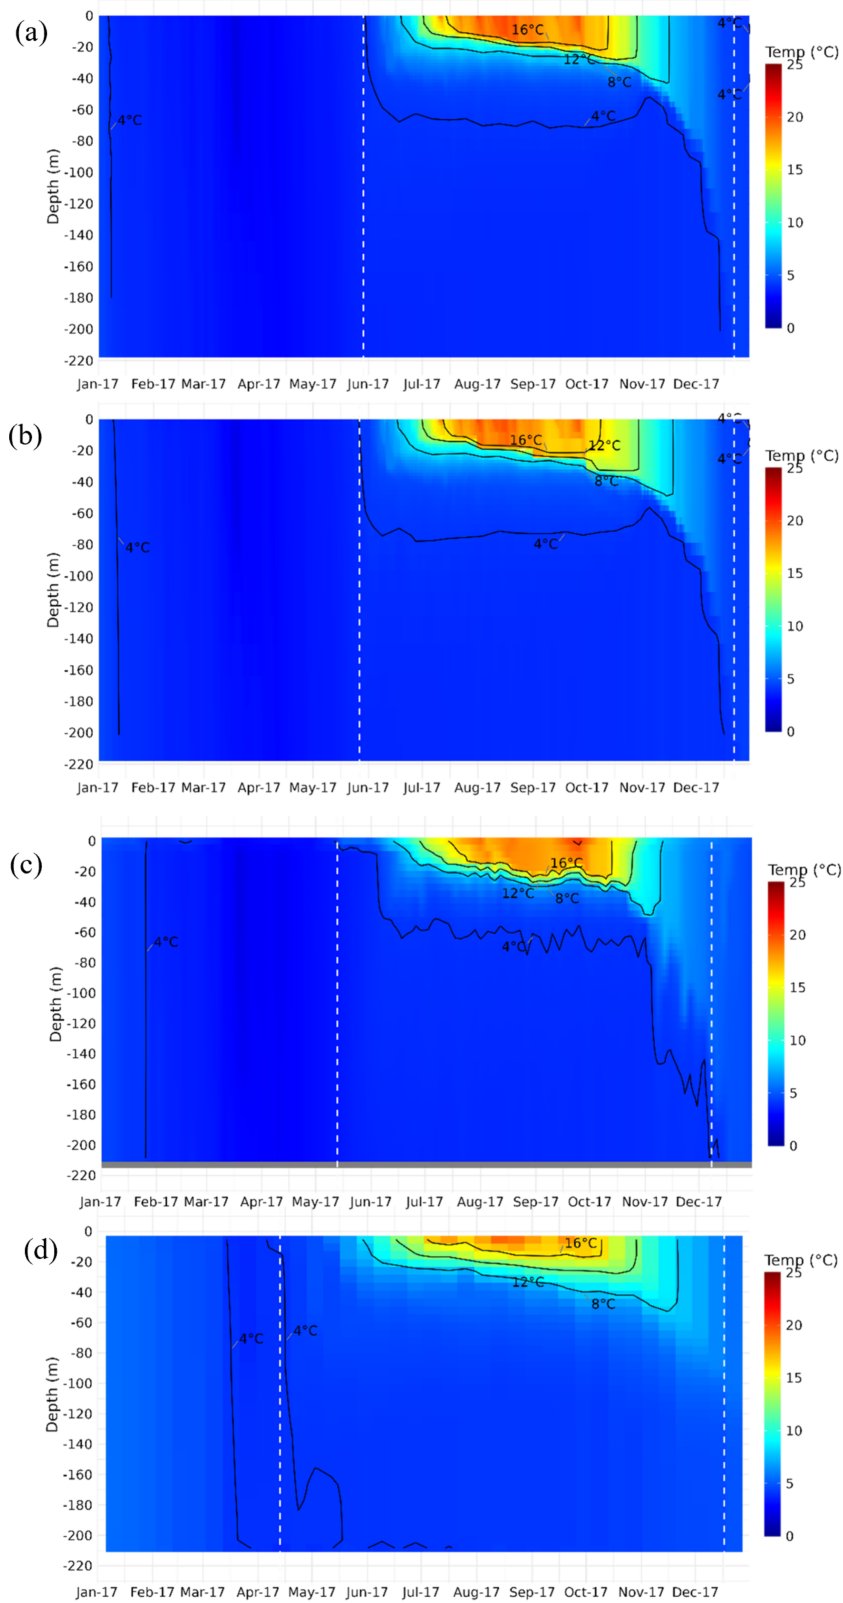 (a)
0
-20
-40
-60
-80
-100
-120
-140
-160
-180
-200
-220
Depth (m)
4°C
16°C
12°C
8°C
4°C
4°C
4°C
Jan-17 Feb-17 Mar-17 Apr-17 May-17 Jun-17 Jul-17 Aug-17 Sep-17 Oct-17 Nov-17 Dec-17
Temp (°C)
25
20
15
10
5
0
(b)
0
-20
-40
-60
-80
-100
-120
-140
-160
-180
-200
-220
Depth (m)
4°C
16°C
12°C
8°C
4°C
4°C
4°C
Jan-17 Feb-17 Mar-17 Apr-17 May-17 Jun-17 Jul-17 Aug-17 Sep-17 Oct-17 Nov-17 Dec-17
Temp (°C)
25
20
15
10
5
0
(c)
0
-20
-40
-60
-80
-100
-120
-140
-160
-180
-200
-220
Depth (m)
4°C
16°C
12°C
8°C
4°C
Jan-17 Feb-17 Mar-17 Apr-17 May-17 Jun-17 Jul-17 Aug-17 Sep-17 Oct-17 Nov-17 Dec-17
Temp (°C)
25
20
15
10
5
0
(d)
0
-20
-40
-60
-80
-100
-120
-140
-160
-180
-200
-220
Depth (m)
4°C
4°C
16°C
12°C
8°C
Jan-17 Feb-17 Mar-17 Apr-17 May-17 Jun-17 Jul-17 Aug-17 Sep-17 Oct-17 Nov-17 Dec-17
Temp (°C)
25
20
15
10
5
0